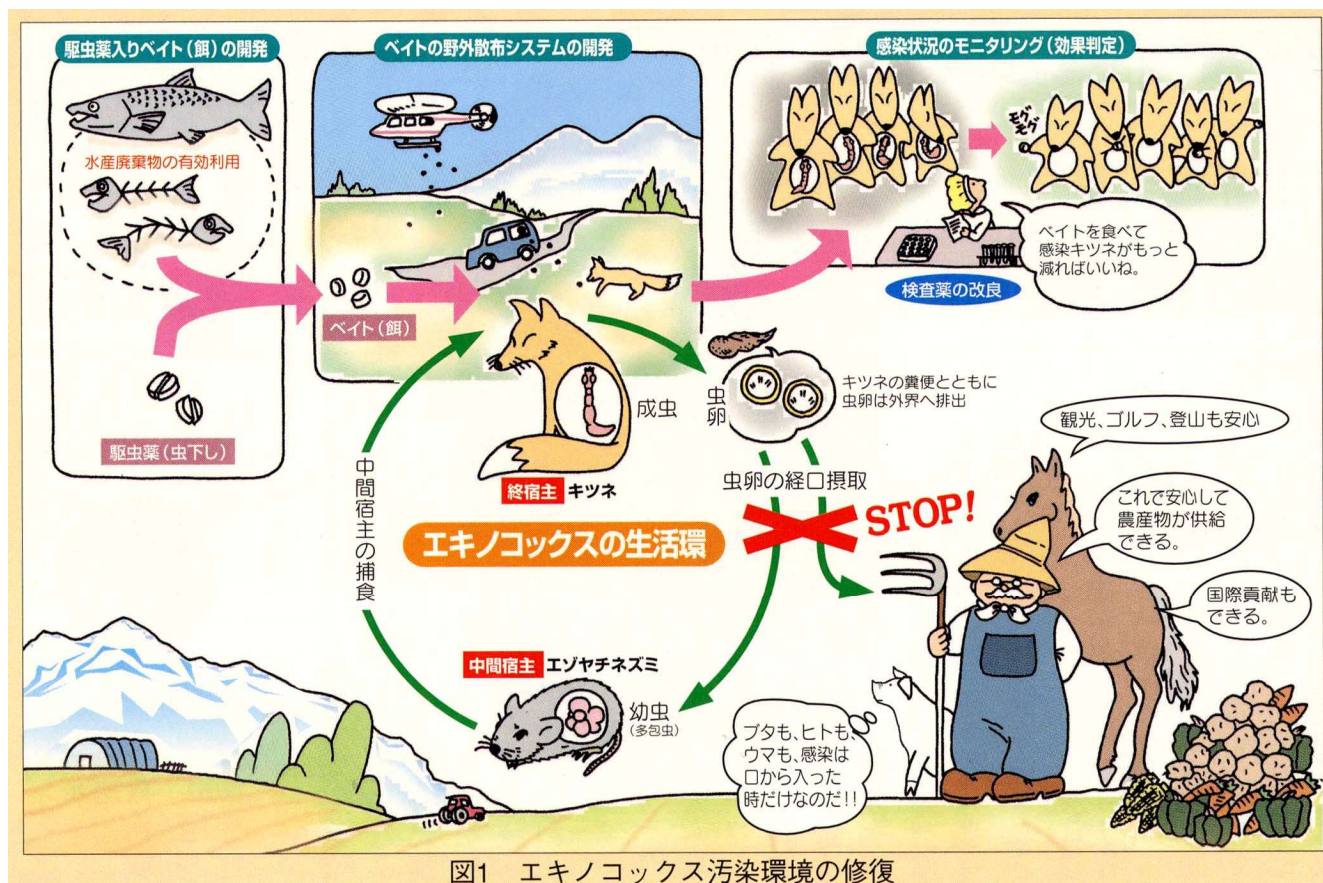 駆虫薬入りベイト(餌)の開発
水産廃棄物の有効利用
駆虫薬(虫下し)
ベイトの野外散布システムの開発
ベイト(餌)
感染状況のモニタリング(効果判定)
モグ
モグ
ベイトを食べて
感染キツネがもっと
減ればいいね。
検査薬の改良
成虫
終宿主 キツネ
虫卵
キツネの糞便とともに
虫卵は外界へ排出
虫卵の経口摂取
STOP!
中間宿主の捕食
エキノコックスの生活環
中間宿主 エゾヤチネズミ
幼虫
(多包虫)
観光、ゴルフ、登山も安心
これで安心して
農産物が供給
できる。
国際貢献も
できる。
ブタも、ヒトも、
ウマも、感染は
口から入った
時だけなのだ!!
図1 エキノコックス汚染環境の修復